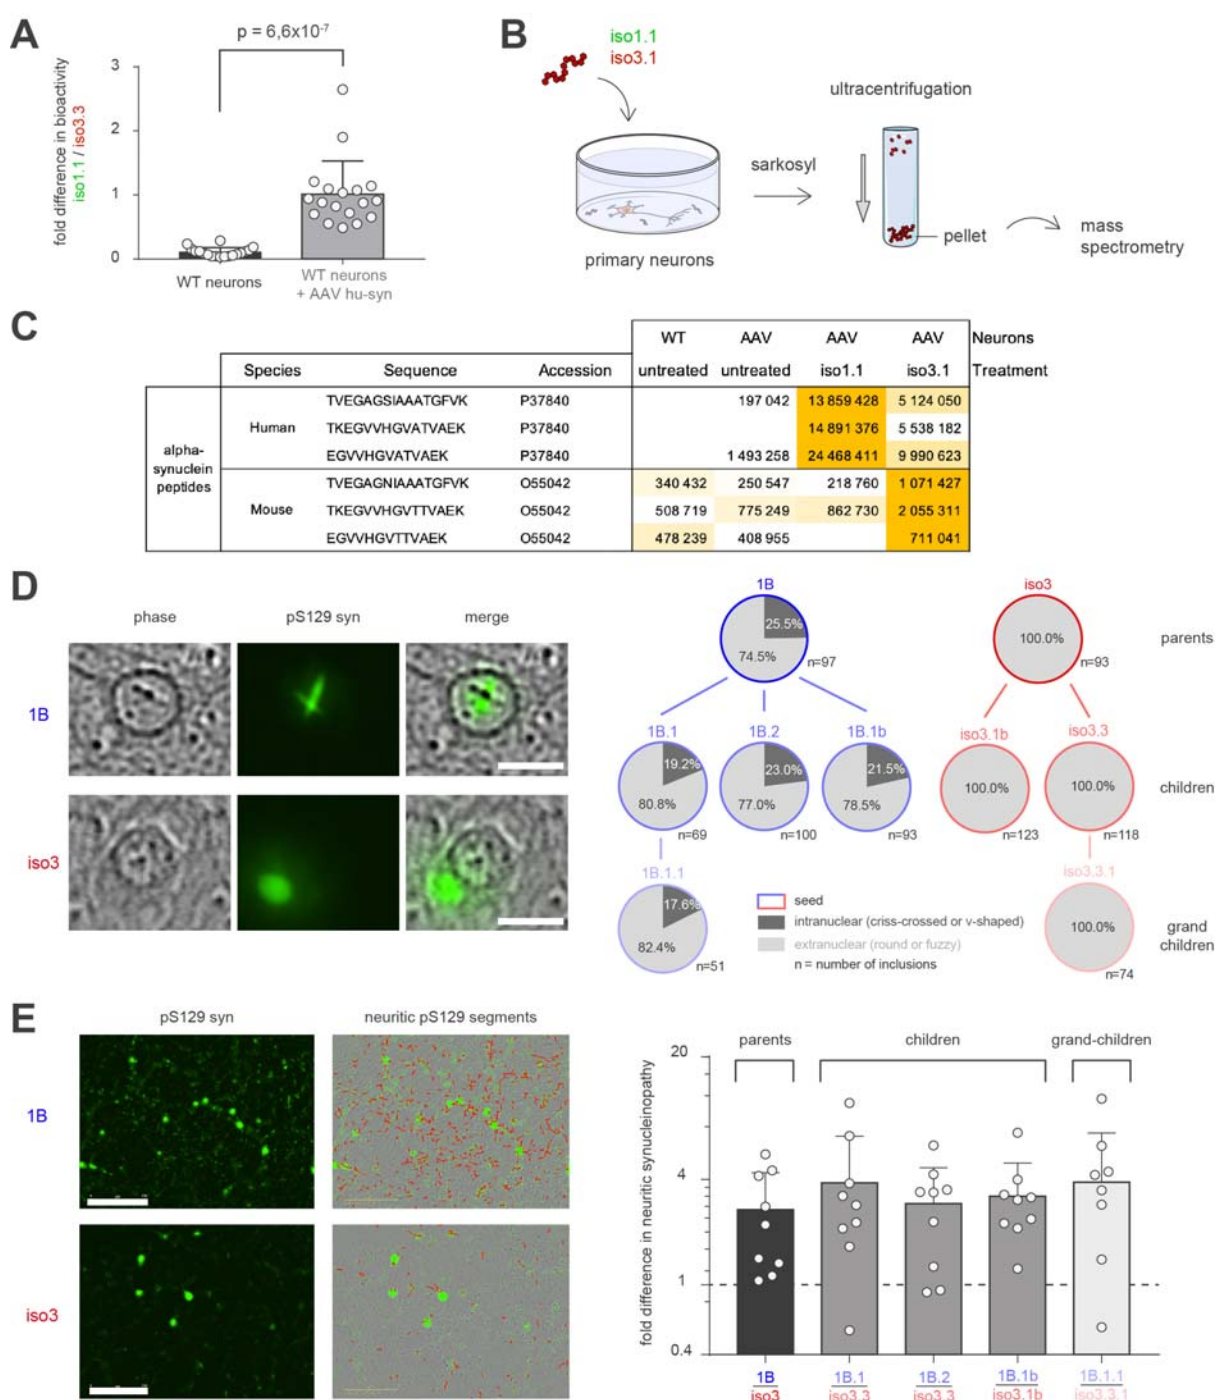 A
p = 6,6x10⁻⁷
fold difference in bioactivity
iso1.1 / iso3.3
3
2
1
0
WT neurons
WT neurons
+ AAV hu-syn
B
iso1.1
iso3.1
primary neurons
sarkosyl
ultracentrifugation
pellet
mass
spectrometry
C
WT AAV AAV AAV Neurons
Species Sequence Accession untreated untreated iso1.1 iso3.1 Treatment
alpha-
synuclein
peptides
Human
TVEGAGSIAAATGFVK P37840 197 042 13 859 428 5 124 050
TKEGVVHGVATVAEK P37840 14 891 376 5 538 182
EGVVHGVATVAEK P37840 1 493 258 24 468 411 9 990 623
Mouse
TVEGAGNIAAATGFVK O55042 340 432 250 547 218 760 1 071 427
TKEGVVHGVTTVAEK O55042 508 719 775 249 862 730 2 055 311
EGVVHGVTTVAEK O55042 478 239 408 955 711 041
D
phase pS129 syn merge
1B
iso3
1B
25.5%
74.5%
n=97
iso3
100.0%
n=93
parents
1B.1
19.2%
80.8%
n=69
1B.2
23.0%
77.0%
n=100
1B.1b
21.5%
78.5%
n=93
iso3.1b
100.0%
n=123
iso3.3
100.0%
n=118
children
1B.1.1
17.6%
82.4%
n=51
seed
intranuclear (criss-crossed or v-shaped)
extranuclear (round or fuzzy)
n = number of inclusions
iso3.3.1
100.0%
n=74
grand
children
E
pS129 syn neuritic pS129 segments
1B
iso3
fold difference in neuritic synucleinopathy
parents children grand-children
20
4
1
0.4
1B 1B.1 1B.2 1B.1b 1B.1.1
iso3 iso3.3 iso3.3 iso3.1b iso3.3.1